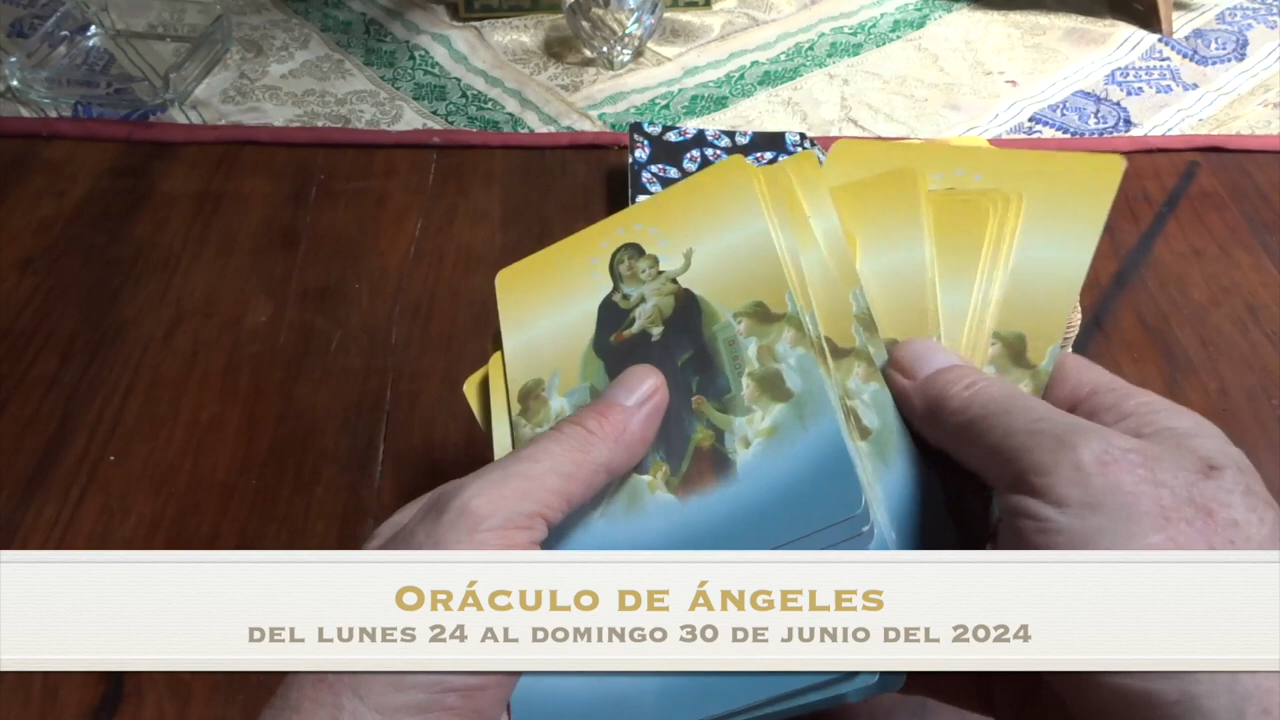 Oráculo de ángeles
del lunes 24 al domingo 30 de junio del 2024